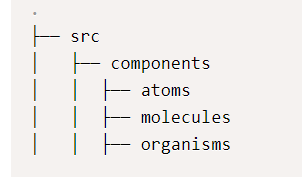 .
├── src
│   ├── components
│   │   ├── atoms
│   │   ├── molecules
│   │   ├── organisms